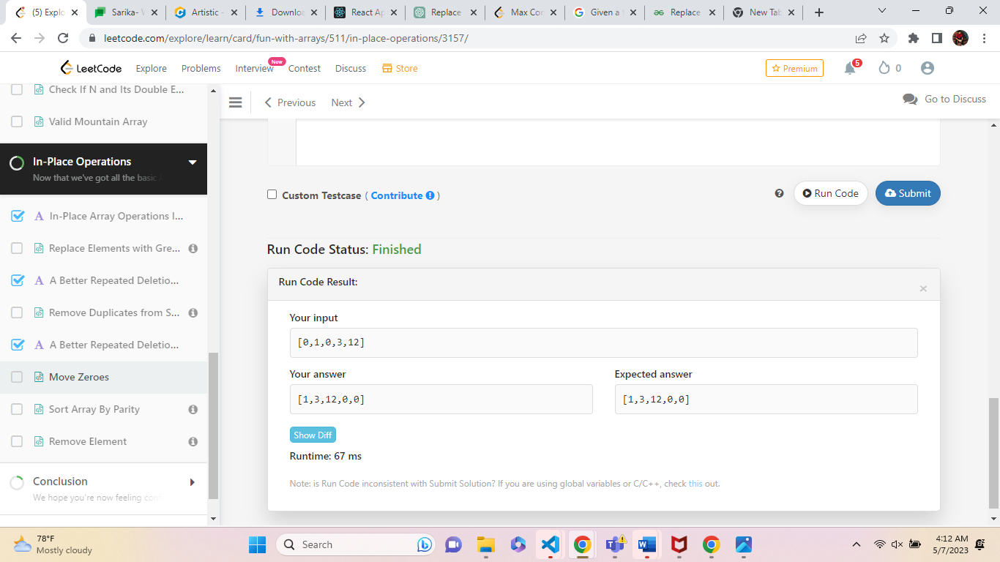 (5) Explo
Sarika- W
Artistic -
Downloa
React Ap
Replace
Max Con
Given a
Replace
New Tab
leetcode.com/explore/learn/card/fun-with-arrays/511/in-place-operations/3157/
LeetCode
Explore
Problems
Interview
New
Contest
Discuss
Store
Premium
5
0
Check If N and Its Double E...
Valid Mountain Array
In-Place Operations
Now that we've got all the basic
In-Place Array Operations I...
Replace Elements with Gre...
A Better Repeated Deletio...
Remove Duplicates from S...
A Better Repeated Deletio...
Move Zeroes
Sort Array By Parity
Remove Element
Conclusion
We hope you're now feeling con
Previous
Next
Go to Discuss
Custom Testcase ( Contribute )
Run Code
Submit
Run Code Status: Finished
Run Code Result:
×
Your input
[0,1,0,3,12]
Your answer
[1,3,12,0,0]
Expected answer
[1,3,12,0,0]
Show Diff
Runtime: 67 ms
Note: is Run Code inconsistent with Submit Solution? If you are using global variables or C/C++, check this out.
78°F
Mostly cloudy
Search
4:12 AM
5/7/2023